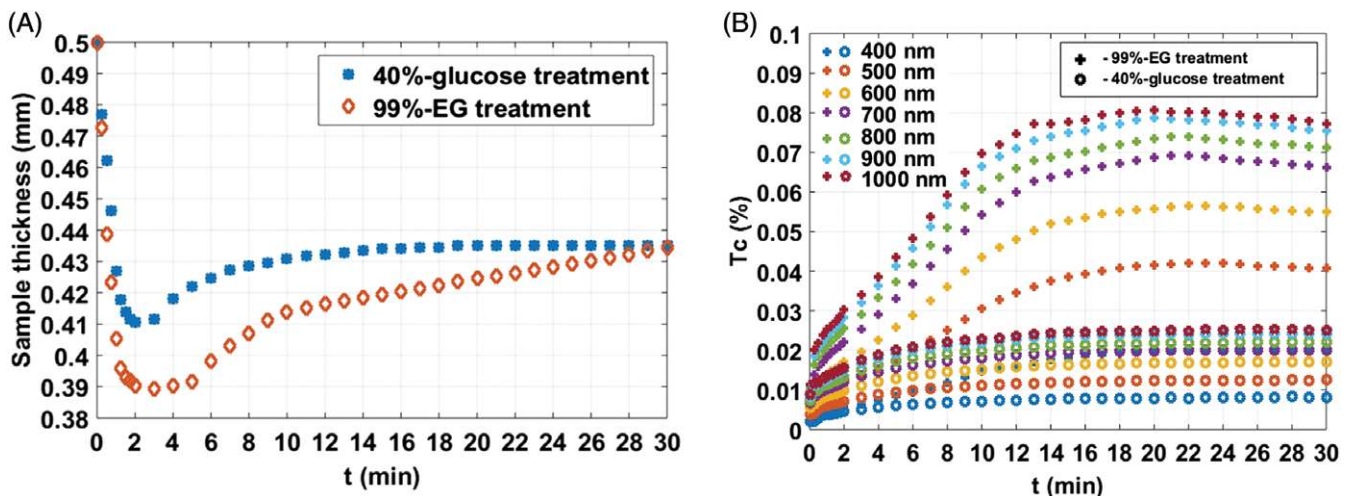 (A)
0.5
0.49
0.48
0.47
0.46
0.45
0.44
0.43
0.42
0.41
0.4
0.39
0.38
Sample thickness (mm)
40%-glucose treatment
99%-EG treatment
0 2 4 6 8 10 12 14 16 18 20 22 24 26 28 30
t (min)
(B)
0.1
0.09
0.08
0.07
0.06
0.05
0.04
0.03
0.02
0.01
0
Tc (%)
400 nm
500 nm
600 nm
700 nm
800 nm
900 nm
1000 nm
- 99%-EG treatment
- 40%-glucose treatment
0 2 4 6 8 10 12 14 16 18 20 22 24 26 28 30
t (min)